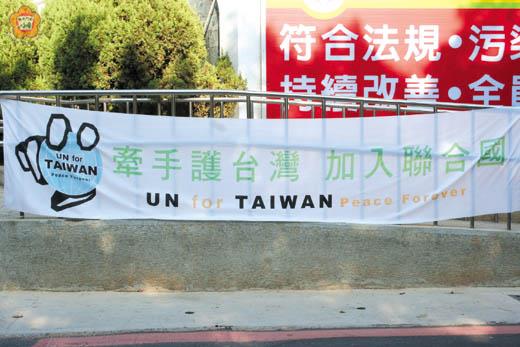 符合法規·污染
持續改善·全
UN for
TAIWAN
Peace Forever
牽手護台灣 加入聯合國
UN for TAIWAN Peace Forever